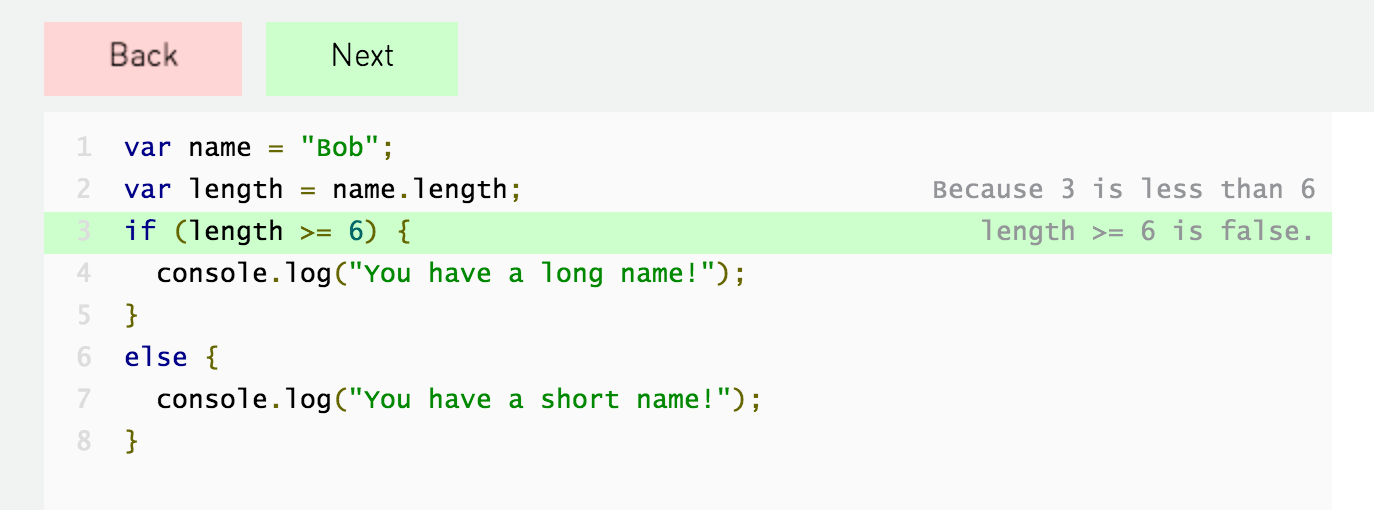 Back Next
1 var name = "Bob";
2 var length = name.length; Because 3 is less than 6
3 if (length >= 6) { length >= 6 is false.
4   console.log("You have a long name!");
5 }
6 else {
7   console.log("You have a short name!");
8 }